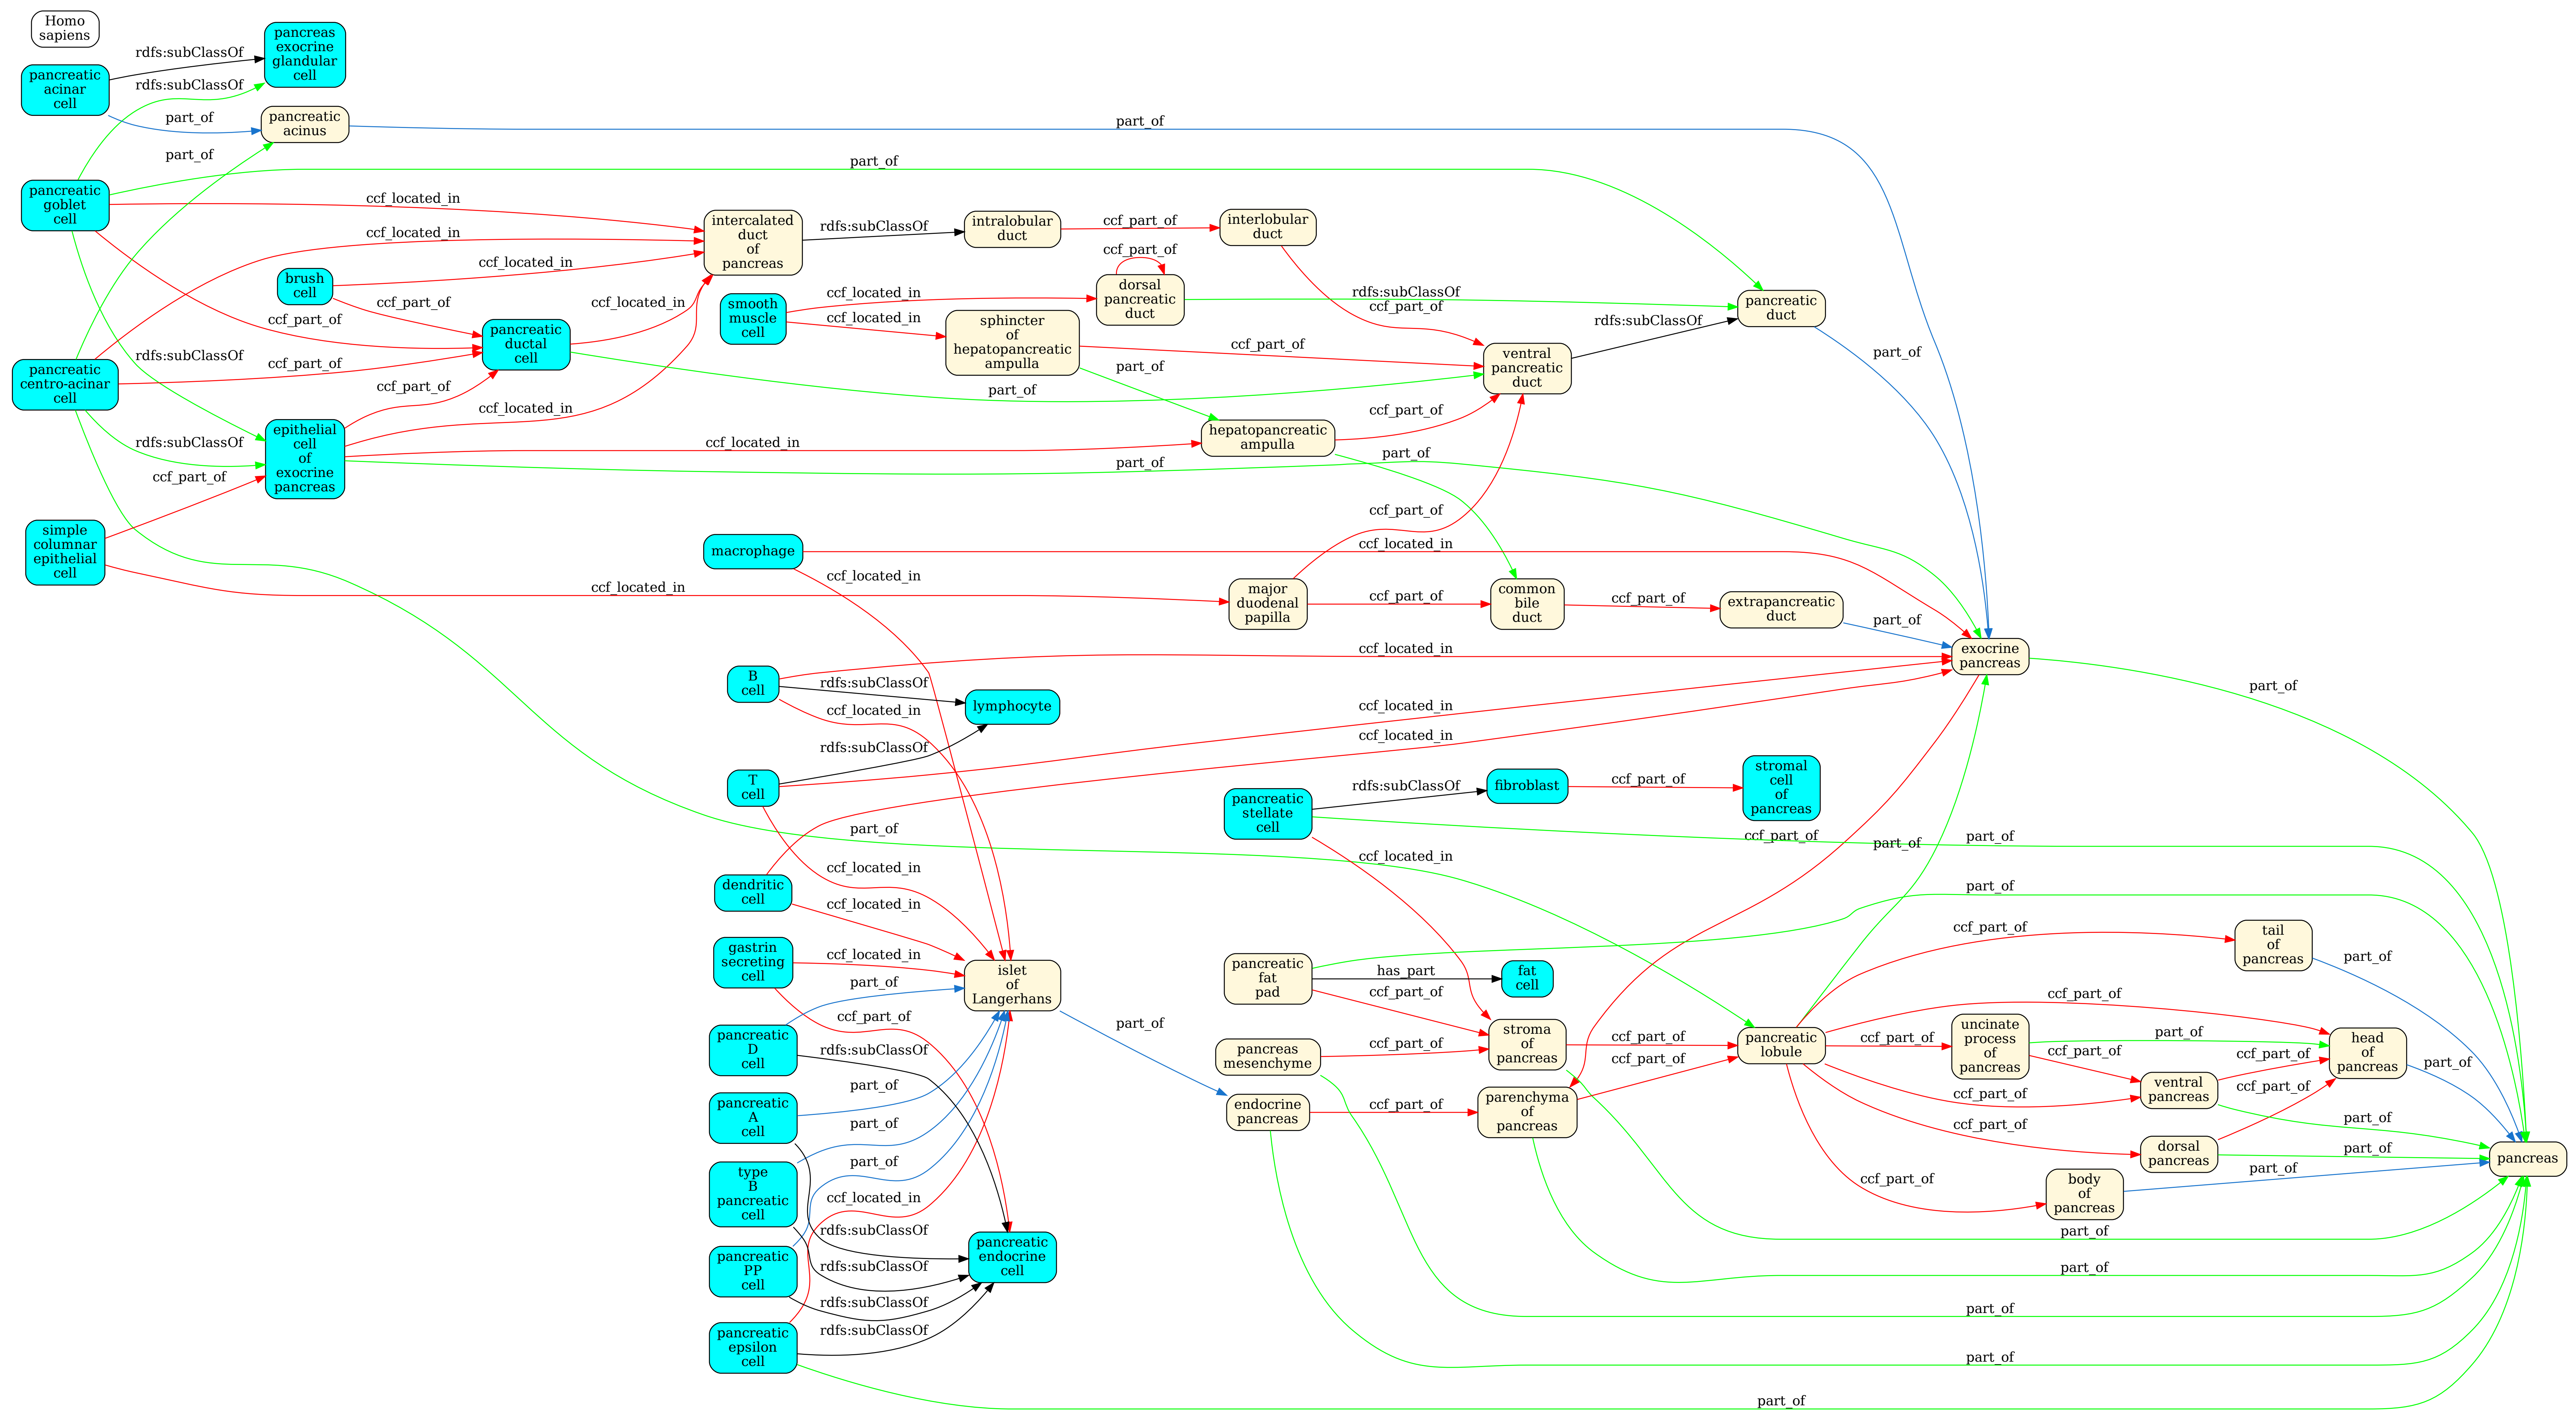 Homo
sapiens
pancreatic
acinar
cell
rdfs:subClassOf
pancreas
exocrine
glandular
cell
rdfs:subClassOf
part_of
pancreatic
acinus
part_of
part_of
pancreatic
goblet
cell
part_of
ccf_located_in
ccf_located_in
intercalated
duct
of
pancreas
rdfs:subClassOf
intralobular
duct
ccf_part_of
interlobular
duct
brush
cell
ccf_located_in
ccf_part_of
ccf_part_of
ccf_located_in
smooth
muscle
cell
ccf_located_in
ccf_located_in
ccf_part_of
dorsal
pancreatic
duct
rdfs:subClassOf
ccf_part_of
pancreatic
duct
rdfs:subClassOf
part_of
pancreatic
ductal
cell
sphincter
of
hepatopancreatic
ampulla
ccf_part_of
part_of
ventral
pancreatic
duct
pancreatic
centro-acinar
cell
rdfs:subClassOf
ccf_part_of
ccf_part_of
part_of
ccf_located_in
rdfs:subClassOf
epithelial
cell
of
exocrine
pancreas
ccf_located_in
part_of
hepatopancreatic
ampulla
ccf_part_of
part_of
ccf_part_of
simple
columnar
epithelial
cell
ccf_located_in
macrophage
ccf_located_in
ccf_located_in
ccf_part_of
major
duodenal
papilla
ccf_part_of
common
bile
duct
ccf_part_of
extrapancreatic
duct
part_of
exocrine
pancreas
part_of
B
cell
ccf_located_in
rdfs:subClassOf
ccf_located_in
lymphocyte
T
cell
rdfs:subClassOf
ccf_located_in
ccf_located_in
ccf_located_in
part_of
dendritic
cell
ccf_located_in
ccf_located_in
pancreatic
stellate
cell
rdfs:subClassOf
fibroblast
ccf_part_of
stromal
cell
of
pancreas
ccf_part_of
part_of
part_of
part_of
gastrin
secreting
cell
ccf_located_in
ccf_part_of
islet
of
Langerhans
part_of
part_of
pancreatic
D
cell
rdfs:subClassOf
pancreatic
A
cell
part_of
type
B
pancreatic
cell
part_of
pancreatic
PP
cell
part_of
ccf_located_in
rdfs:subClassOf
rdfs:subClassOf
rdfs:subClassOf
rdfs:subClassOf
pancreatic
endocrine
cell
pancreatic
epsilon
cell
pancreatic
fat
pad
has_part
fat
cell
ccf_part_of
pancreas
mesenchyme
ccf_part_of
stroma
of
pancreas
ccf_part_of
endocrine
pancreas
ccf_part_of
parenchyma
of
pancreas
ccf_part_of
pancreatic
lobule
ccf_part_of
tail
of
pancreas
part_of
ccf_part_of
ccf_part_of
uncinate
process
of
pancreas
part_of
ccf_part_of
head
of
pancreas
part_of
ccf_part_of
ventral
pancreas
ccf_part_of
ccf_part_of
part_of
ccf_part_of
dorsal
pancreas
part_of
ccf_part_of
body
of
pancreas
part_of
pancreas
part_of
part_of
part_of
part_of
part_of